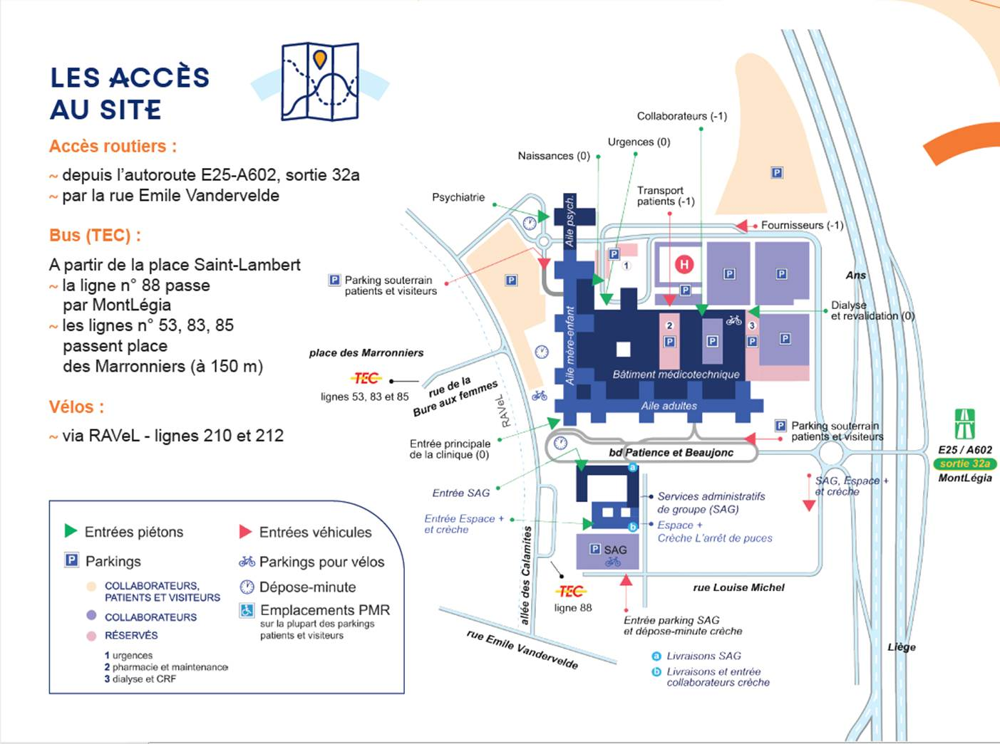 LES ACCÈS
AU SITE
Accès routiers :
~ depuis l'autoroute E25-A602, sortie 32a
~ par la rue Emile Vandervelde
Bus (TEC) :
A partir de la place Saint-Lambert
~ la ligne n° 88 passe
par MontLégia
~ les lignes n° 53, 83, 85
passent place
des Marronniers (à 150 m)
Vélos :
~ via RAVeL - lignes 210 et 212
Entrées piétons
Entrées véhicules
P Parkings
Parkings pour vélos
COLLABORATEURS,
PATIENTS ET VISITEURS
COLLABORATEURS
RÉSERVÉS
1 urgences
2 pharmacie et maintenance
3 dialyse et CRF
Dépose-minute
Emplacements PMR
sur la plupart des parkings
patients et visiteurs
Collaborateurs (-1)
Urgences (0)
Naissances (0)
Transport
patients (-1)
Psychiatrie
Fournisseurs (-1)
P
Aile psych.
P
1
H
P
P
P
P
Ans
P Parking souterrain
patients et visiteurs
Dialyse
et revalidation (0)
2
P
P
3
P
P
Aile mère-enfant
Bâtiment médicotechnique
Aile adultes
place des Marronniers
TEC
lignes 53, 83 et 85
rue de la
Bure aux femmes
RAVeL
Entrée principale
de la clinique (0)
P Parking souterrain
patients et visiteurs
bd Patience et Beaujonc
E25 / A602
sortie 32a
MontLégia
a
Entrée SAG
SAG, Espace +
et crèche
Services administratifs
de groupe (SAG)
Entrée Espace +
et crèche
b
Espace +
Crèche L'arrêt de puces
P SAG
allée des Calamites
TEC
ligne 88
rue Louise Michel
Entrée parking SAG
et dépose-minute crèche
rue Emile Vandervelde
Liège
a Livraisons SAG
b Livraisons et entrée
collaborateurs crèche